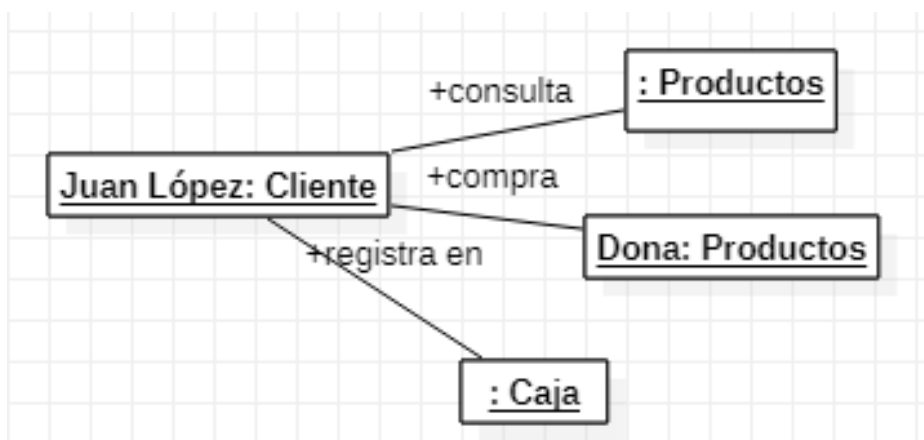 +consulta
: Productos
Juan López: Cliente
+compra
Dona: Productos
+registra en
: Caja